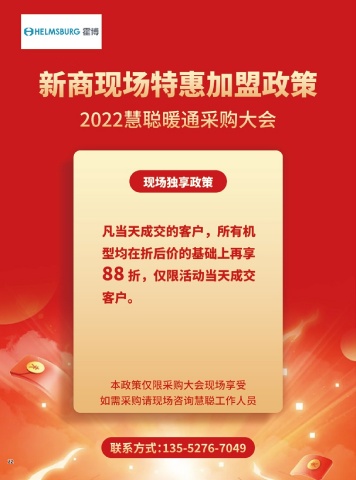 HELMSBURG 霍博
新商现场特惠加盟政策
2022慧聪暖通采购大会
现场独享政策
凡当天成交的客户，所有机
型均在折后价的基础上再享
88 折，仅限活动当天成交
客户。
本政策仅限采购大会现场享受
如需采购请现场咨询慧聪工作人员
联系方式:135-5276-7049